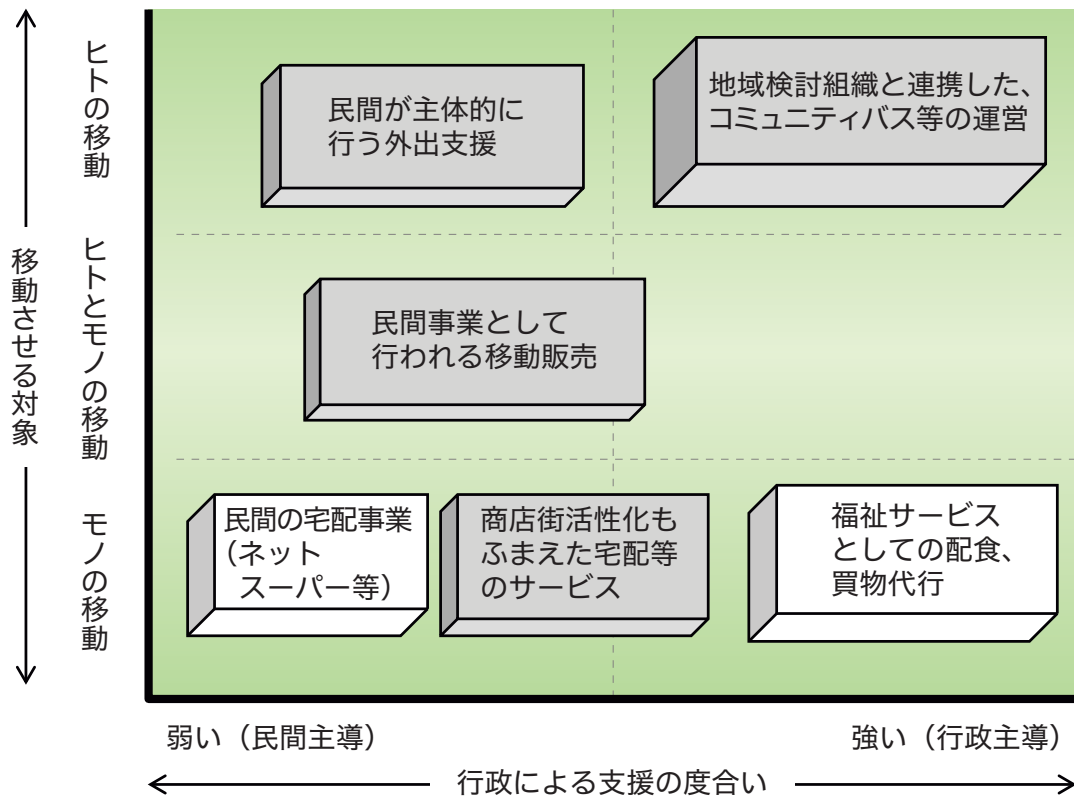 移動させる対象
ヒトの移動
ヒトとモノの移動
モノの移動
民間が主体的に
行う外出支援
地域検討組織と連携した、
コミュニティバス等の運営
民間事業として
行われる移動販売
民間の宅配事業
（ネット
スーパー等）
商店街活性化も
ふまえた宅配等
のサービス
福祉サービス
としての配食、
買物代行
弱い（民間主導）
強い（行政主導）
行政による支援の度合い